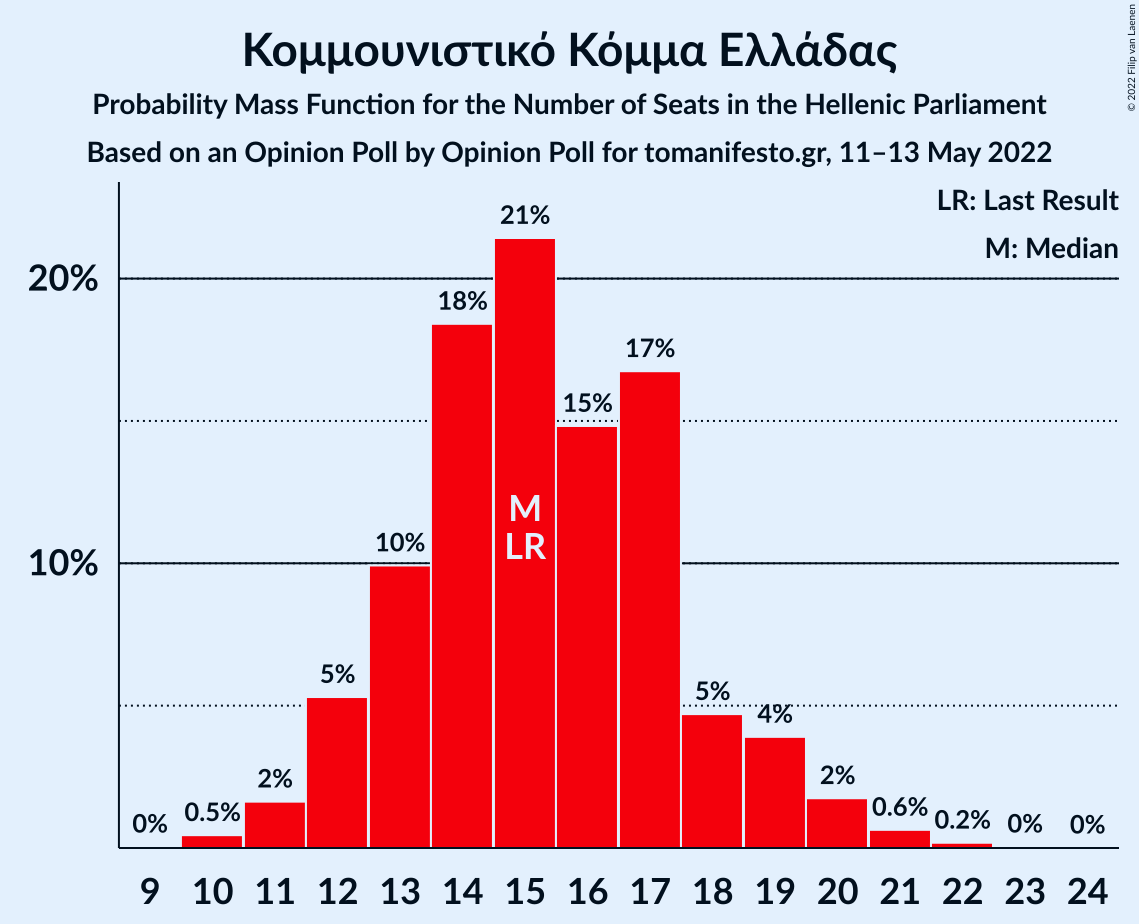 Κομμουνιστικό Κόμμα Ελλάδας
Probability Mass Function for the Number of Seats in the Hellenic Parliament
Based on an Opinion Poll by Opinion Poll for tomanifesto.gr, 11–13 May 2022
© 2022 Filip van Laenen
LR: Last Result
M: Median
20%
10%
0%
0.5%
2%
5%
10%
18%
21%
15%
17%
5%
4%
2%
0.6%
0.2%
0%
0%
M
LR
9 10 11 12 13 14 15 16 17 18 19 20 21 22 23 24